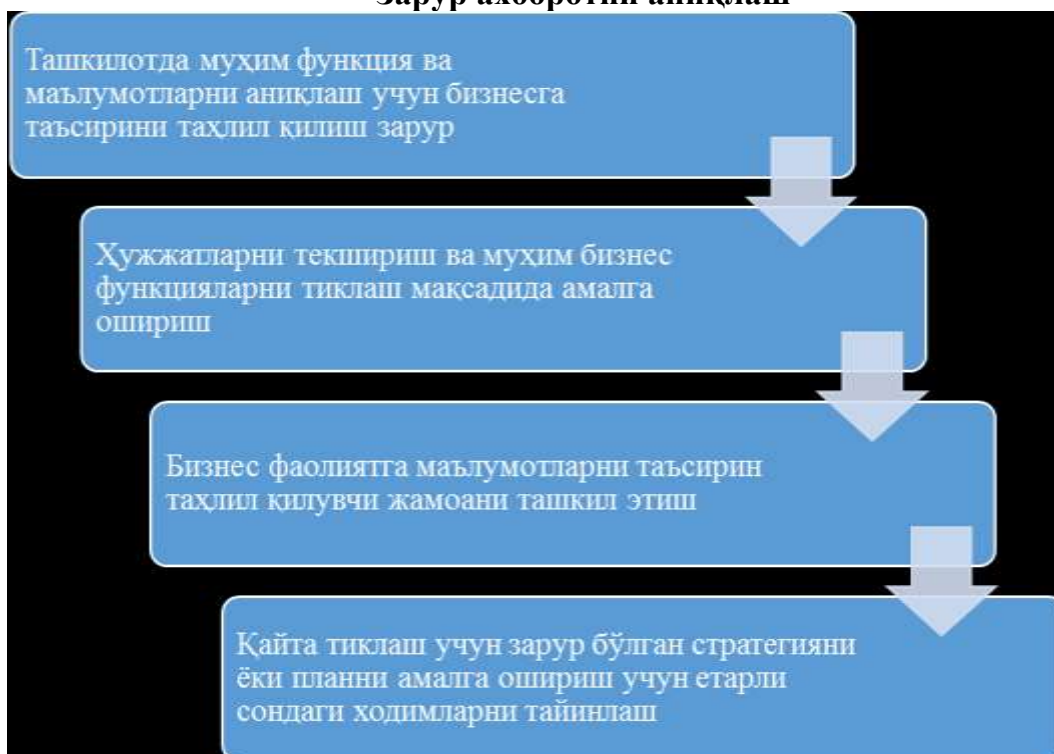 Зарур ахборотни аниқлаш
Ташкилотда муҳим функция ва
маълумотларни аниқлаш учун бизнесга
таъсирини таҳлил қилиш зарур
Ҳужжатларни текшириш ва муҳим бизнес
функцияларни тиклаш мақсадида амалга
ошириш
Бизнес фаолиятга маълумотларни таъсирин
таҳлил қилувчи жамоани ташкил этиш
Қайта тиклаш учун зарур бўлган стратегияни
ёки планни амалга ошириш учун етарли
сондаги ходимларни тайинлаш